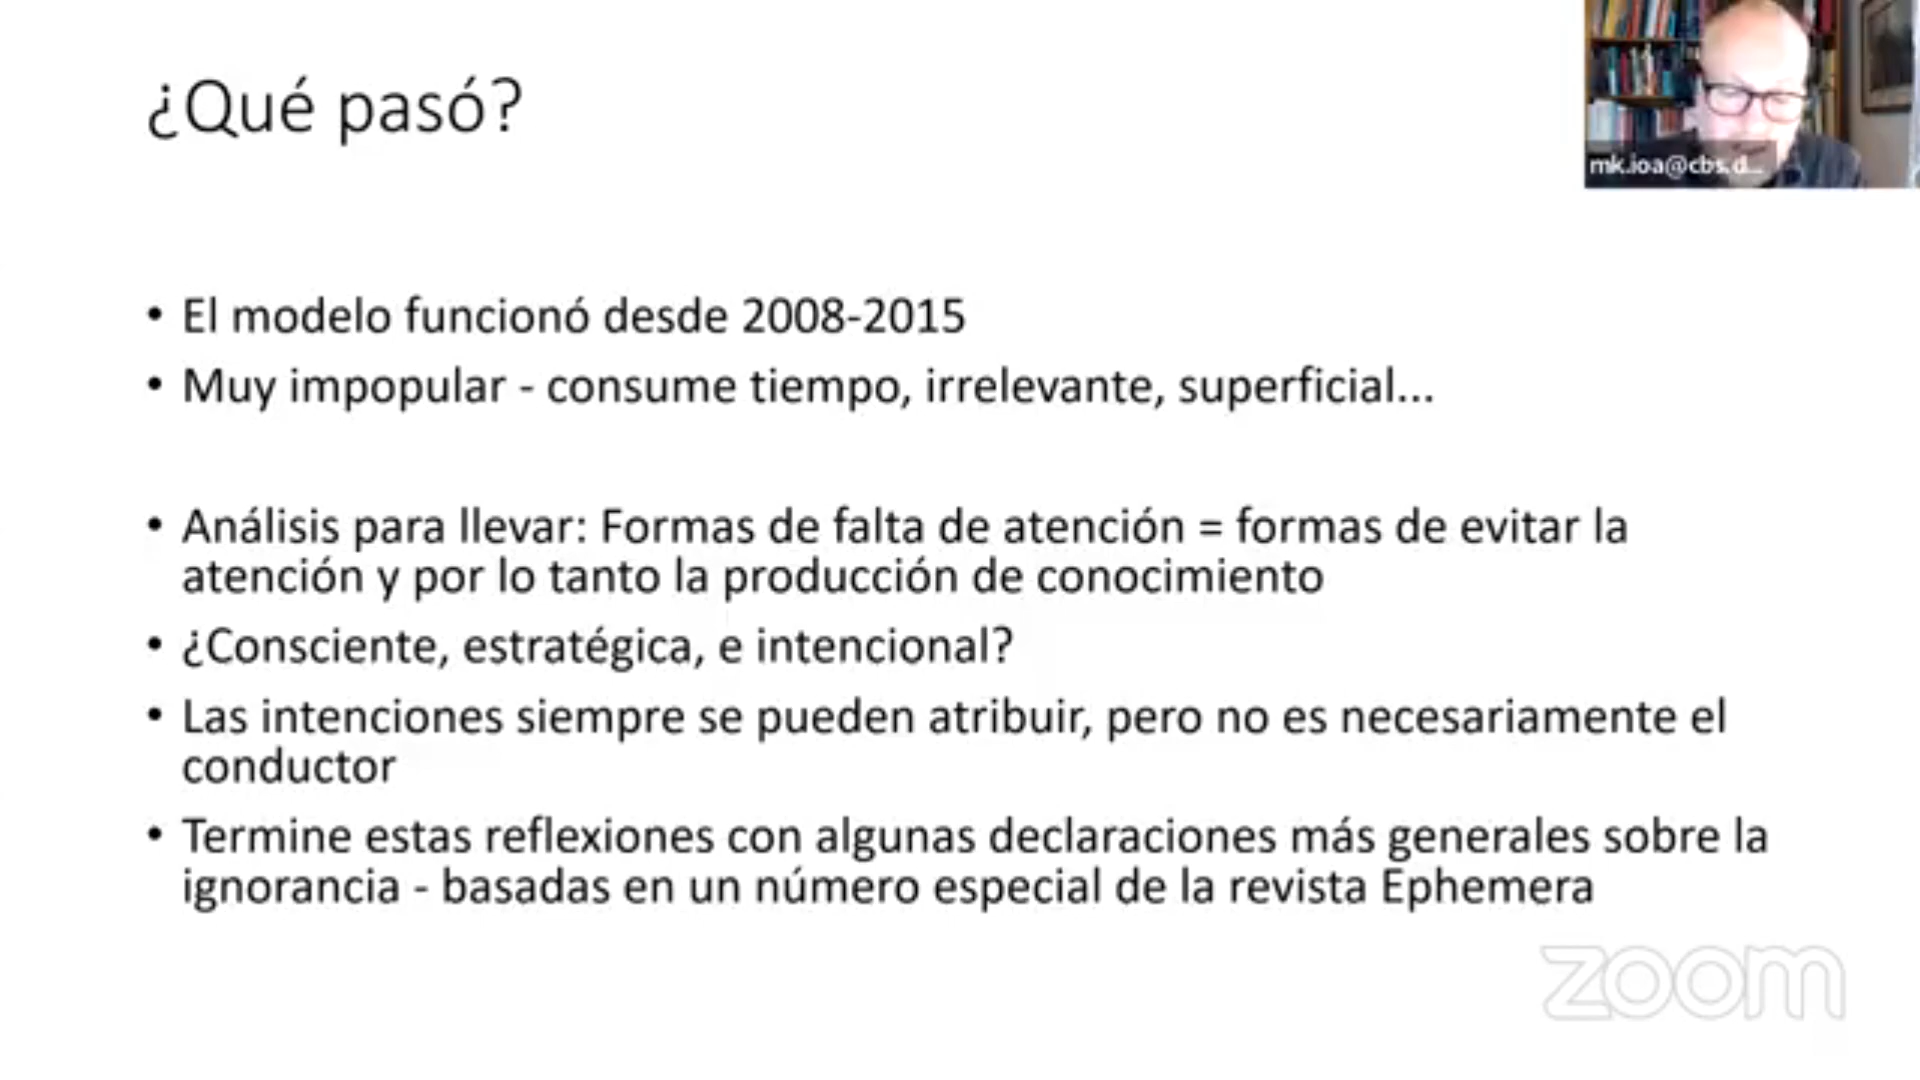 ¿Qué pasó?
mk.ioa@cbs.d...
• El modelo funcionó desde 2008-2015
• Muy impopular - consume tiempo, irrelevante, superficial...
• Análisis para llevar: Formas de falta de atención = formas de evitar la
atención y por lo tanto la producción de conocimiento
• ¿Consciente, estratégica, e intencional?
• Las intenciones siempre se pueden atribuir, pero no es necesariamente el
conductor
• Termine estas reflexiones con algunas declaraciones más generales sobre la
ignorancia - basadas en un número especial de la revista Ephemera
zoom